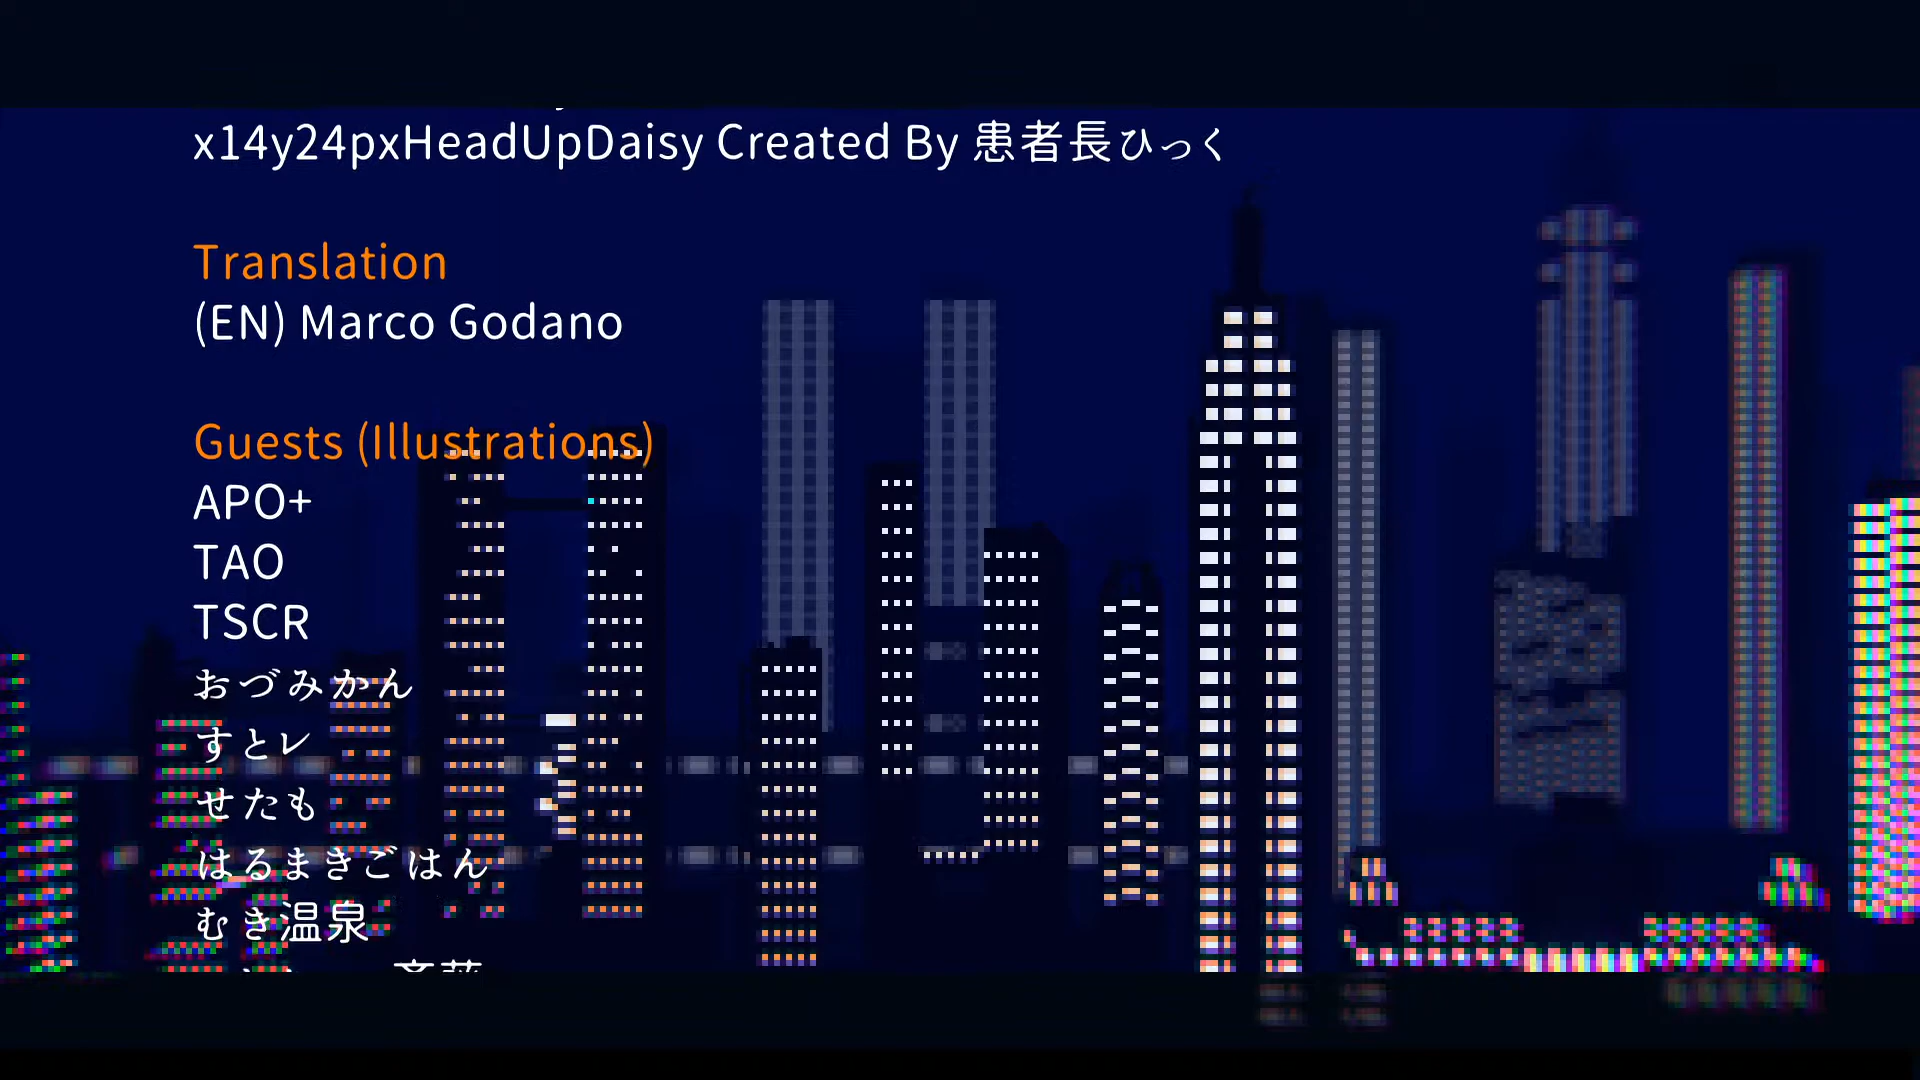 x14y24pxHeadUpDaisy Created By 患者長ひっく
Translation
(EN) Marco Godano
Guests (Illustrations)
APO+
TAO
TSCR
おづみかん
すとレ
せたも
はるまきごはん
むき温泉